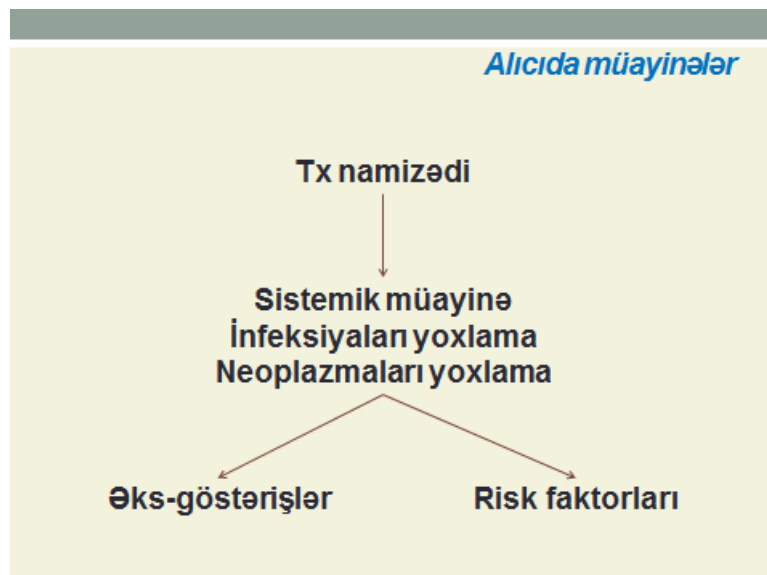 Alıcıda müayinələr
Tx namizədi
Sistemik müayinə
İnfeksiyaları yoxlama
Neoplazmaları yoxlama
Əks-göstərişlər
Risk faktorları